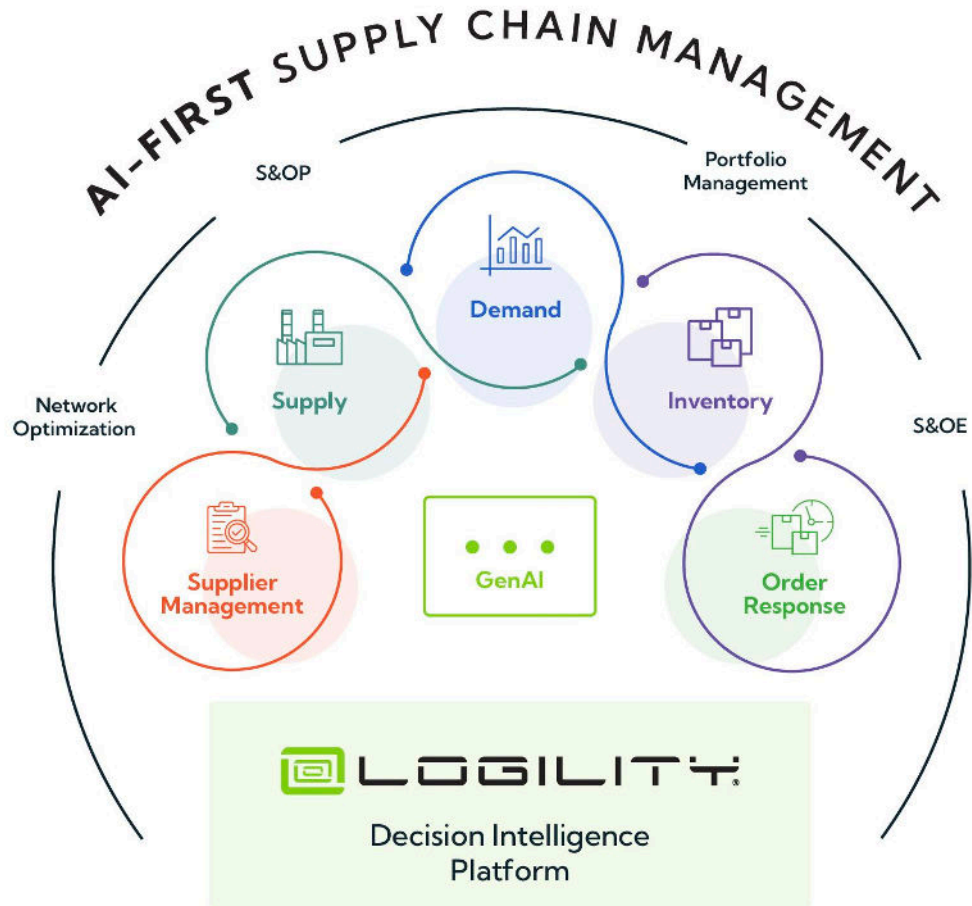 AI-FIRST SUPPLY CHAIN MANAGEMENT
S&OP
Portfolio
Management
Network
Optimization
S&OE
Demand
Supply
Inventory
Supplier
Management
GenAI
Order
Response
LOGILITY®
Decision Intelligence
Platform